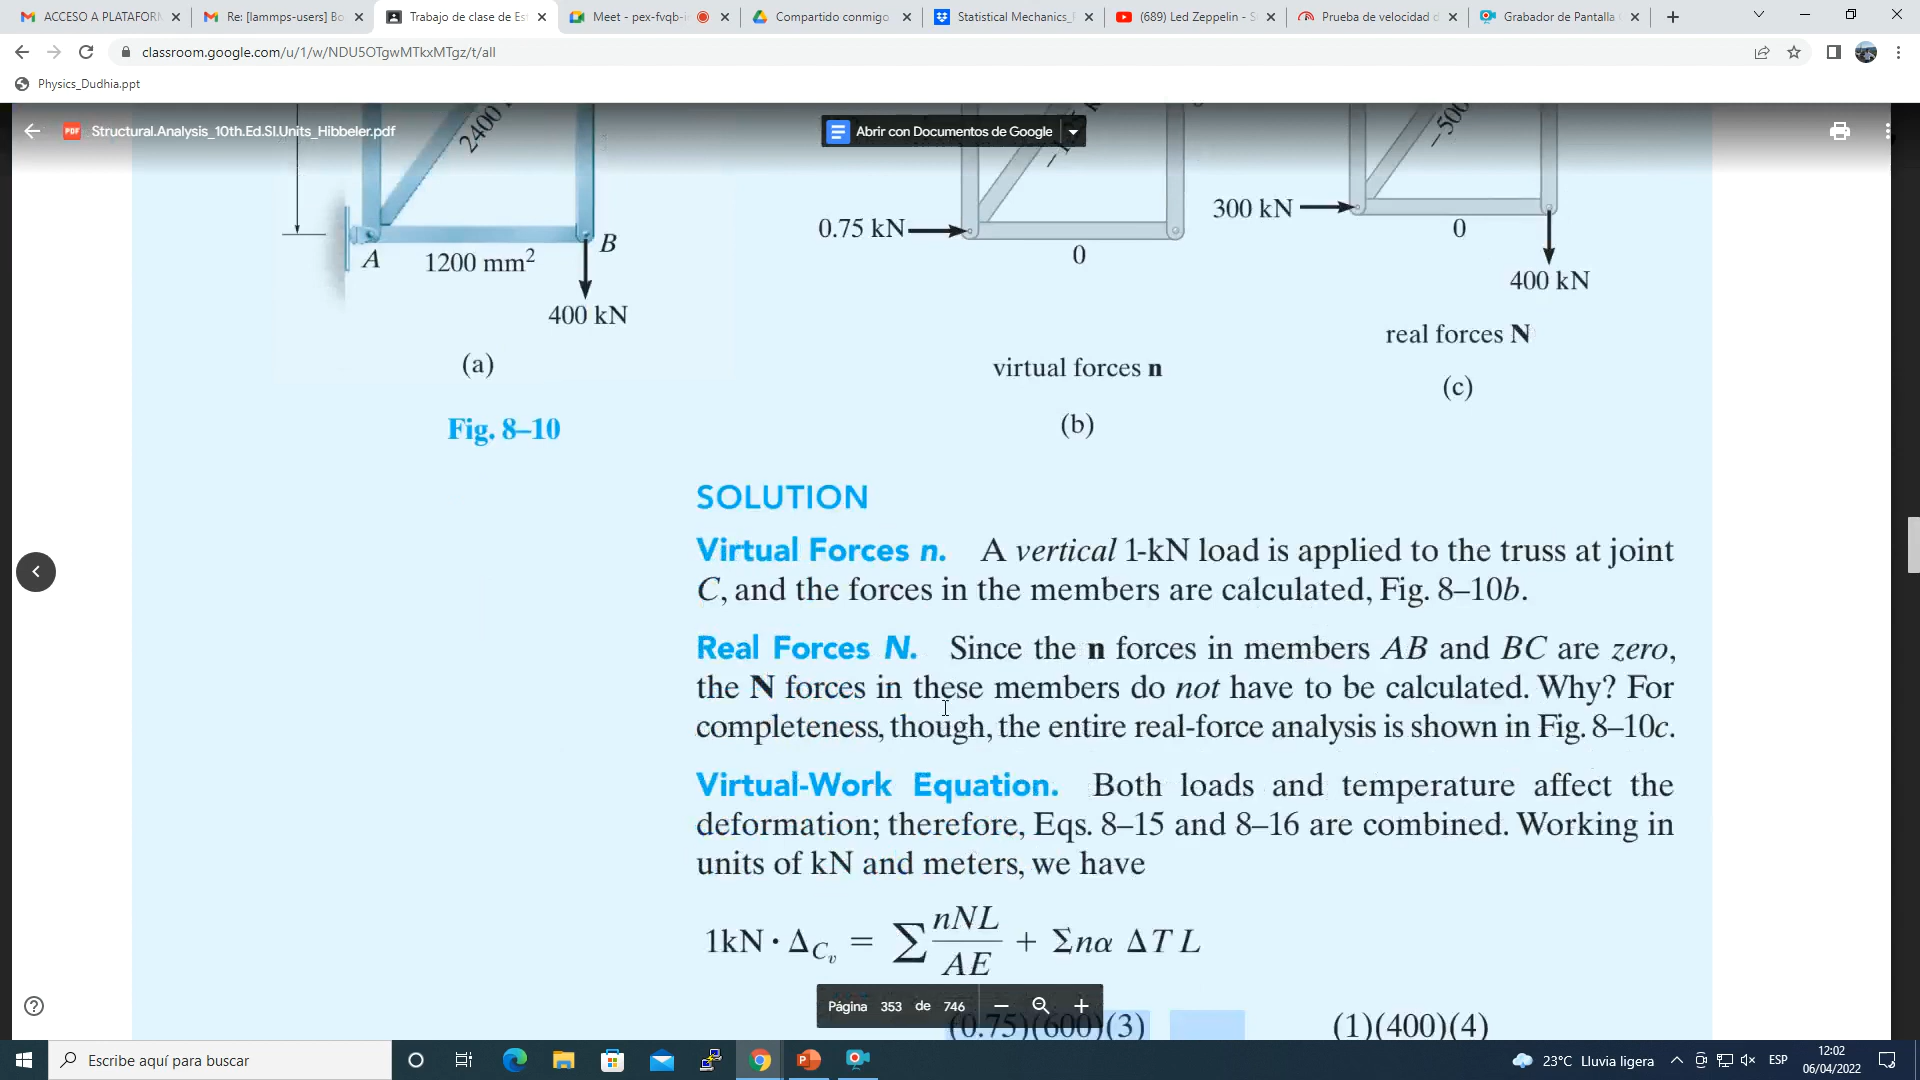 ACCESO A PLATAFOR
Re: [lammps-users] Bo
Trabajo de clase de Es
Meet - pex-fvqb-i
Compartido conmigo
Statistical Mechanics_
(689) Led Zeppelin - S
Prueba de velocidad d
Grabador de Pantalla
classroom.google.com/u/1/w/NDU5OTgwMTkxMTgz/t/all
Physics_Dudhia.ppt
PDF Structural.Analysis_10th.Ed.SI.Units_Hibbeler.pdf
Abrir con Documentos de Google
2400
-500
0.75 kN
300 kN
A
1200 mm²
B
0
0
400 kN
400 kN
real forces N
(a)
virtual forces n
(c)
Fig. 8–10
(b)
SOLUTION
Virtual Forces n. A vertical 1-kN load is applied to the truss at joint
C, and the forces in the members are calculated, Fig. 8–10b.
Real Forces N. Since the n forces in members AB and BC are zero,
the N forces in these members do not have to be calculated. Why? For
completeness, though, the entire real-force analysis is shown in Fig. 8–10c.
Virtual-Work Equation. Both loads and temperature affect the
deformation; therefore, Eqs. 8–15 and 8–16 are combined. Working in
units of kN and meters, we have
1kN · Δ_{C_v} = Σ nNL/AE + Σnα ΔT L
Página 353 de 746
(0.75)(600)(3) (1)(400)(4)
Escribe aquí para buscar
23°C Lluvia ligera
ESP
12:02
06/04/2022